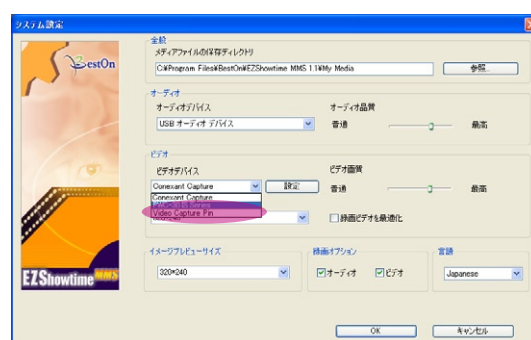 システム設定
BestOn
EZShowtime MMS
全般
メディアファイルの保存ディレクトリ
C:¥Program Files¥BestOn¥EZShowtime MMS 1.1¥My Media
参照...
オーディオ
オーディオデバイス
オーディオ品質
USB オーディオ デバイス
普通
最高
ビデオ
ビデオデバイス
ビデオ画質
Conexant Capture
設定
普通
最高
Conexant Capture
Video Capture Pin
録画ビデオを最適化
イメージプレビューサイズ
録画オプション
言語
320*240
オーディオ
ビデオ
Japanese
OK
キャンセル